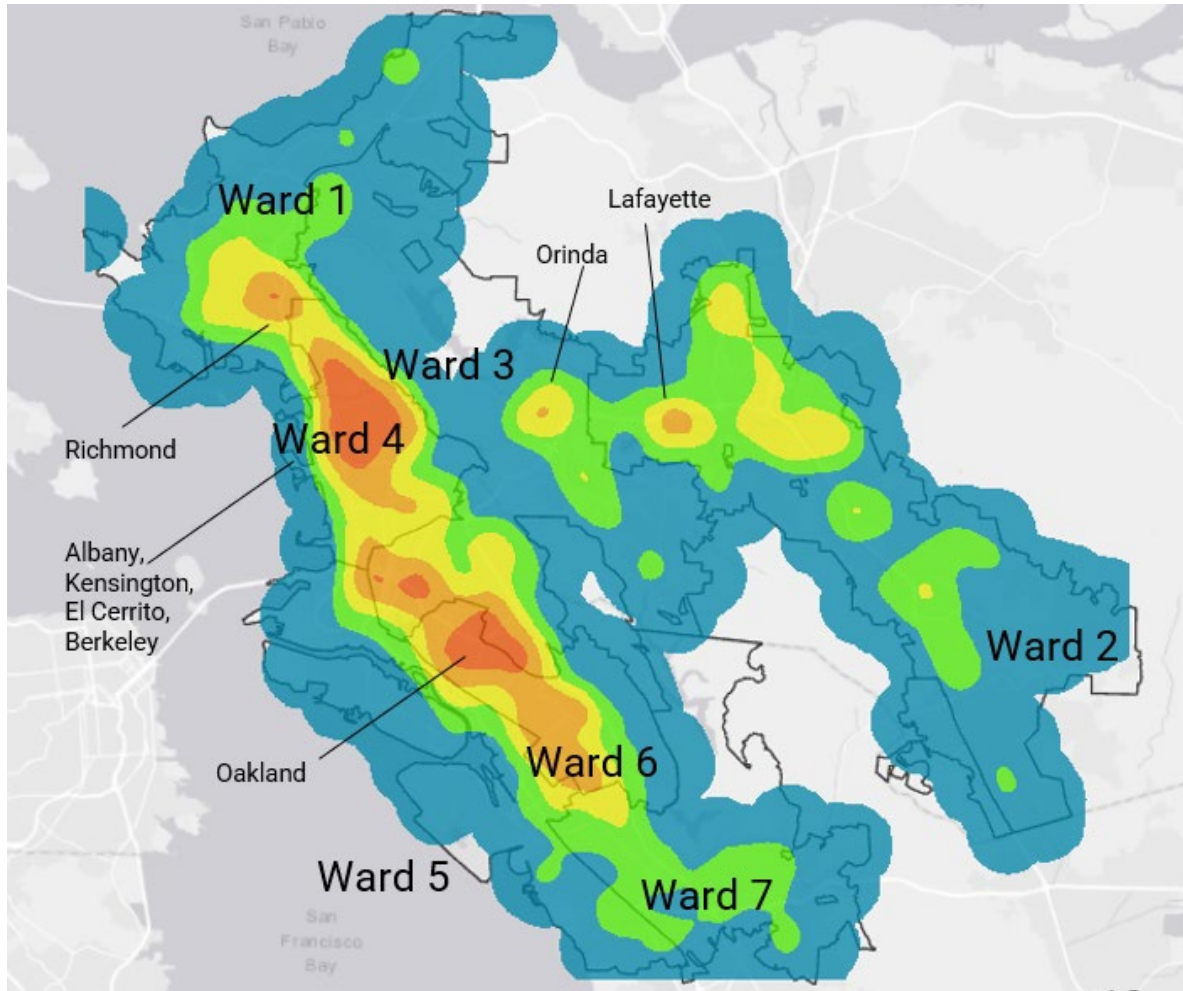 San Pablo
Bay
Ward 1
Lafayette
Orinda
Ward 3
Richmond
Ward 4
Albany,
Kensington,
El Cerrito,
Berkeley
Ward 2
Oakland
Ward 6
Ward 5
Ward 7
San
Francisco
Bay